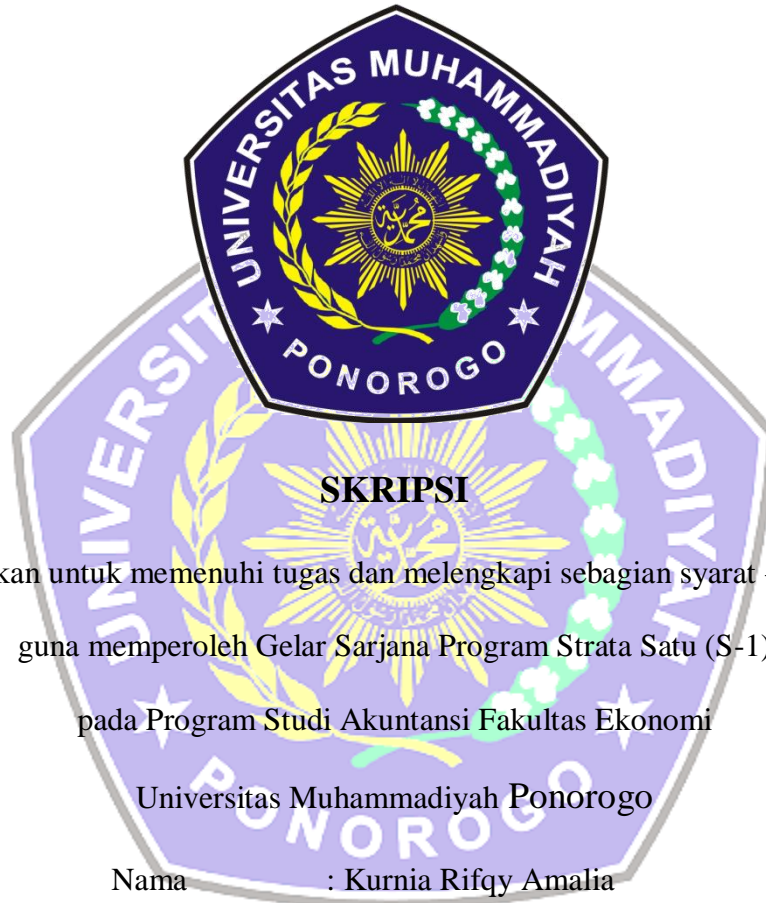 UNIVERSITAS MUHAMMADIYAH
PONOROGO
SKRIPSI
kan untuk memenuhi tugas dan melengkapi sebagian syarat
guna memperoleh Gelar Sarjana Program Strata Satu (S-1)
pada Program Studi Akuntansi Fakultas Ekonomi
Universitas Muhammadiyah Ponorogo
Nama : Kurnia Rifqy Amalia